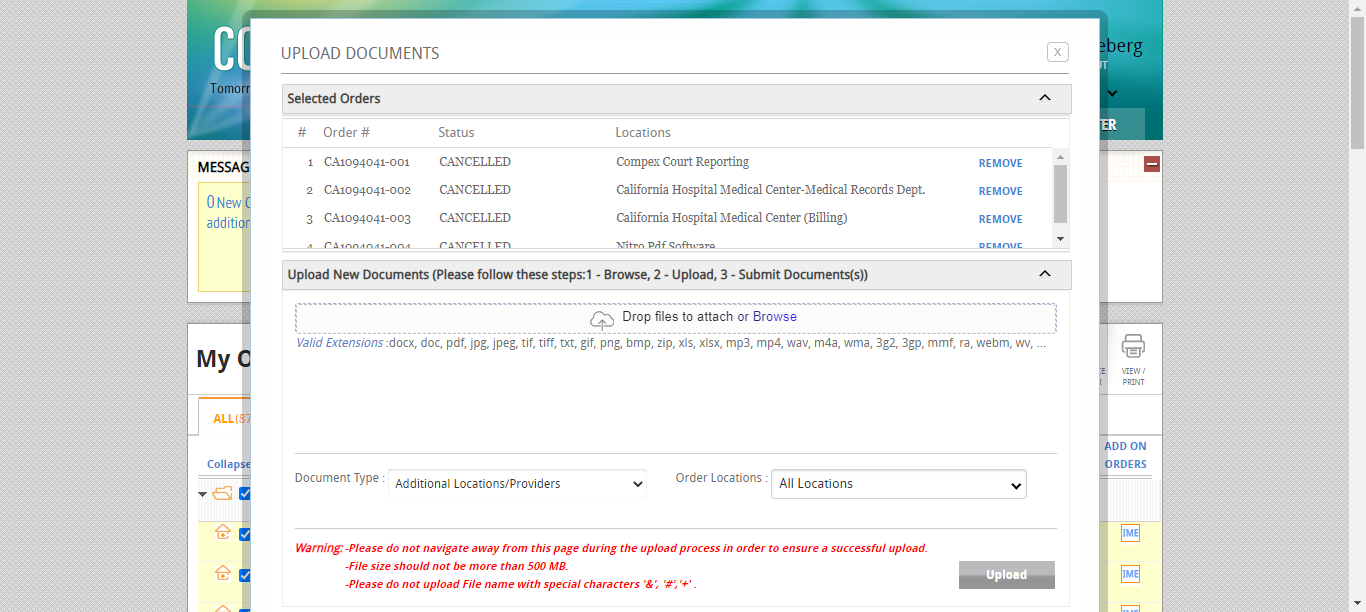 CO
Tomorr
eberg
UT
TER
UPLOAD DOCUMENTS
X
Selected Orders
# Order # Status Locations
1 CA1094041-001 CANCELLED Compex Court Reporting REMOVE
2 CA1094041-002 CANCELLED California Hospital Medical Center-Medical Records Dept. REMOVE
3 CA1094041-003 CANCELLED California Hospital Medical Center (Billing) REMOVE
4 CA1094041-004 CANCELLED Nitro Pdf Software REMOVE
MESSAG
0 New O
addition
Upload New Documents (Please follow these steps:1 - Browse, 2 - Upload, 3 - Submit Documents(s))
Drop files to attach or Browse
Valid Extensions :docx, doc, pdf, jpg, jpeg, tif, tiff, txt, gif, png, bmp, zip, xls, xlsx, mp3, mp4, wav, m4a, wma, 3g2, 3gp, mmf, ra, webm, wv, ...
My O
CE
R
VIEW /
PRINT
ALL(87
ADD ON
ORDERS
Collapse
Document Type : Additional Locations/Providers Order Locations : All Locations
IME
IME
IME
Warning: -Please do not navigate away from this page during the upload process in order to ensure a successful upload.
-File size should not be more than 500 MB.
-Please do not upload File name with special characters '&', '#','+' .
Upload